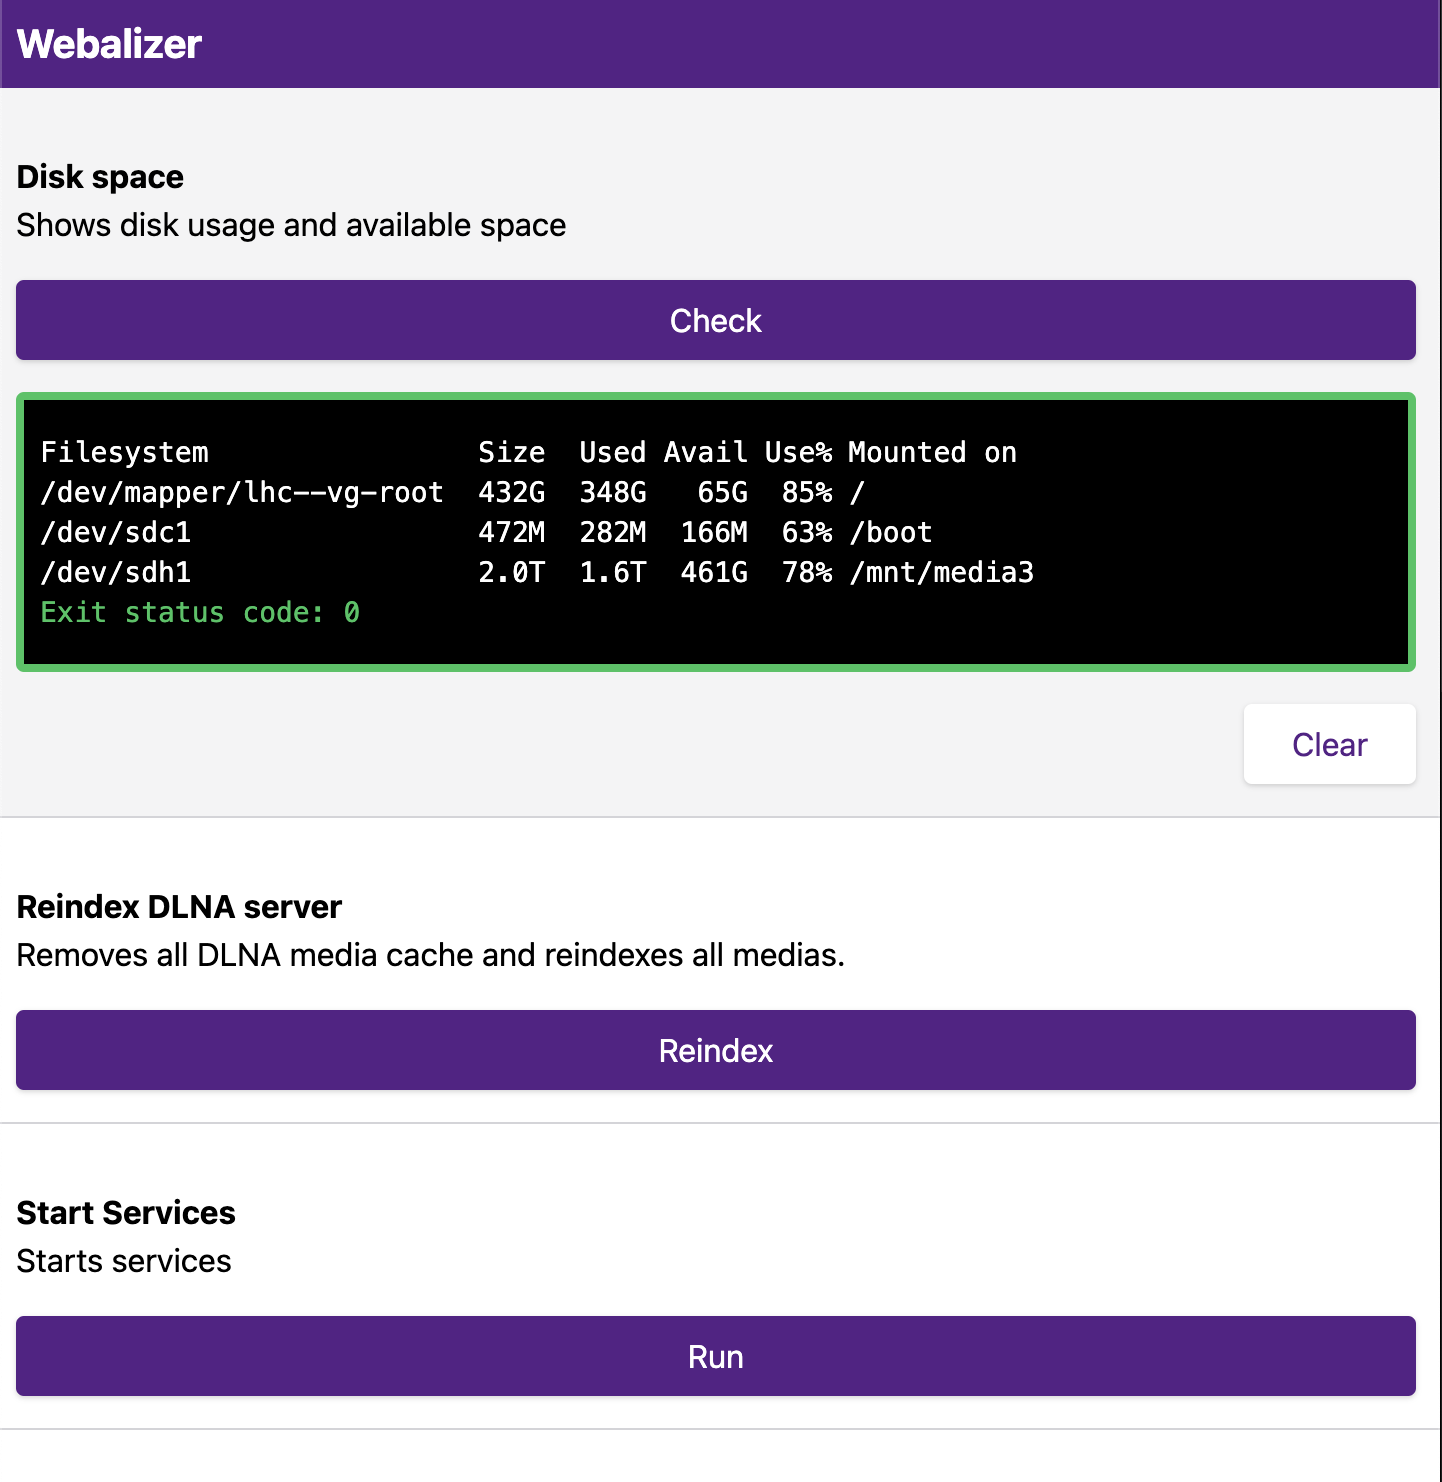 Webalizer
Disk space
Shows disk usage and available space
Check
Filesystem                Size  Used Avail Use% Mounted on
/dev/mapper/lhc--vg-root  432G  348G   65G  85% /
/dev/sdc1                 472M  282M  166M  63% /boot
/dev/sdh1                 2.0T  1.6T  461G  78% /mnt/media3
Exit status code: 0
Clear
Reindex DLNA server
Removes all DLNA media cache and reindexes all medias.
Reindex
Start Services
Starts services
Run